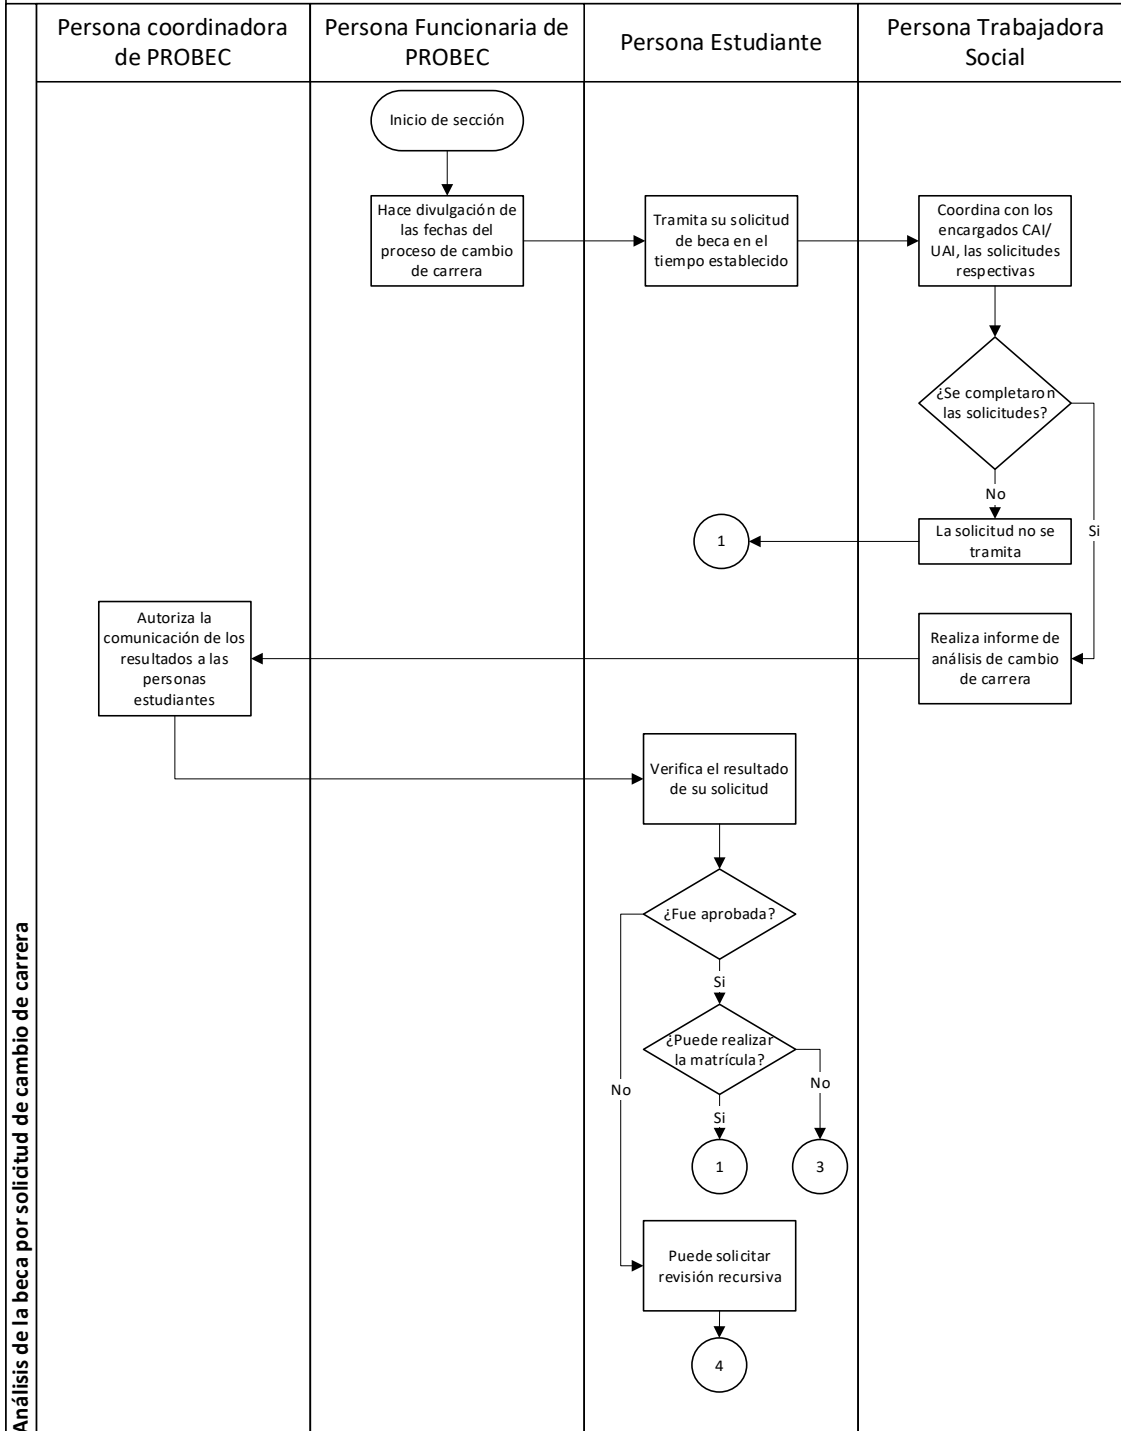 Persona coordinadora
de PROBEC
Persona Funcionaria de
PROBEC
Persona Estudiante
Persona Trabajadora
Social
Inicio de sección
Hace divulgación de
las fechas del
proceso de cambio
de carrera
Tramita su solicitud
de beca en el
tiempo establecido
Coordina con los
encargados CAI/
UAI, las solicitudes
respectivas
¿Se completaron
las solicitudes?
No
Si
La solicitud no se
tramita
1
Realiza informe de
análisis de cambio
de carrera
Autoriza la
comunicación de los
resultados a las
personas
estudiantes
Verifica el resultado
de su solicitud
¿Fue aprobada?
Si
No
¿Puede realizar
la matrícula?
Si
No
1
3
Puede solicitar
revisión recursiva
4
Análisis de la beca por solicitud de cambio de carrera